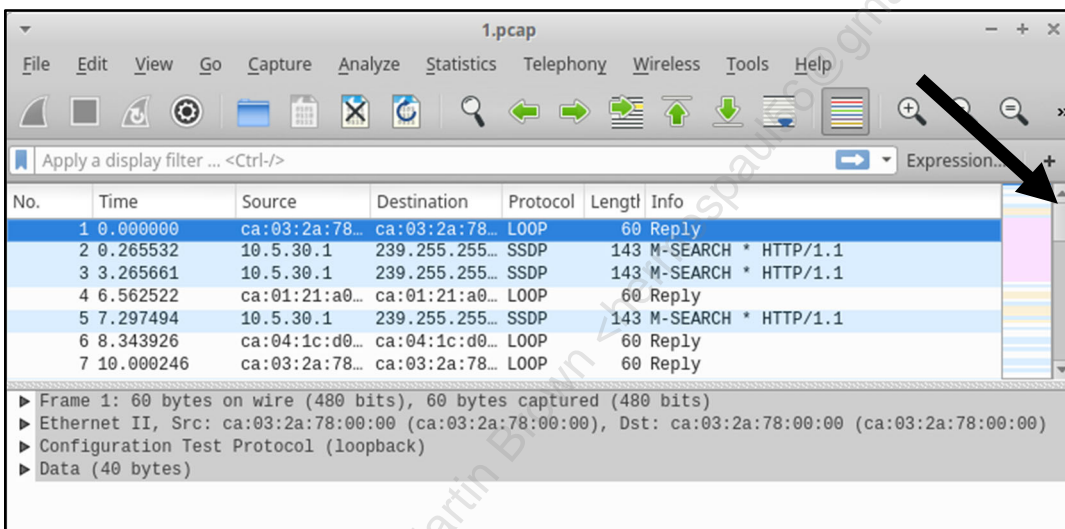 1.pcap
File Edit View Go Capture Analyze Statistics Telephony Wireless Tools Help
Apply a display filter ... <Ctrl-/> Expression... +
No. Time Source Destination Protocol Lengtl Info
1 0.000000 ca:03:2a:78… ca:03:2a:78… LOOP 60 Reply
2 0.265532 10.5.30.1 239.255.255… SSDP 143 M-SEARCH * HTTP/1.1
3 3.265661 10.5.30.1 239.255.255… SSDP 143 M-SEARCH * HTTP/1.1
4 6.562522 ca:01:21:a0… ca:01:21:a0… LOOP 60 Reply
5 7.297494 10.5.30.1 239.255.255… SSDP 143 M-SEARCH * HTTP/1.1
6 8.343926 ca:04:1c:d0… ca:04:1c:d0… LOOP 60 Reply
7 10.000246 ca:03:2a:78… ca:03:2a:78… LOOP 60 Reply
Frame 1: 60 bytes on wire (480 bits), 60 bytes captured (480 bits)
Ethernet II, Src: ca:03:2a:78:00:00 (ca:03:2a:78:00:00), Dst: ca:03:2a:78:00:00 (ca:03:2a:78:00:00)
Configuration Test Protocol (loopback)
Data (40 bytes)